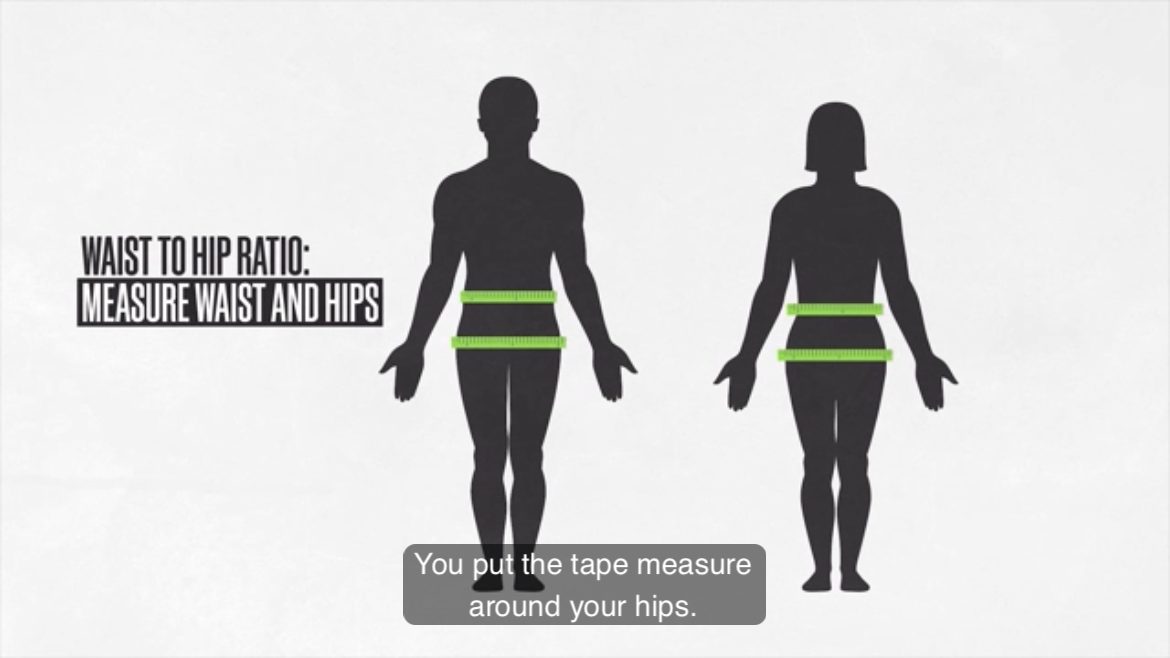 WAIST TO HIP RATIO:
MEASURE WAIST AND HIPS
You put the tape measure
around your hips.